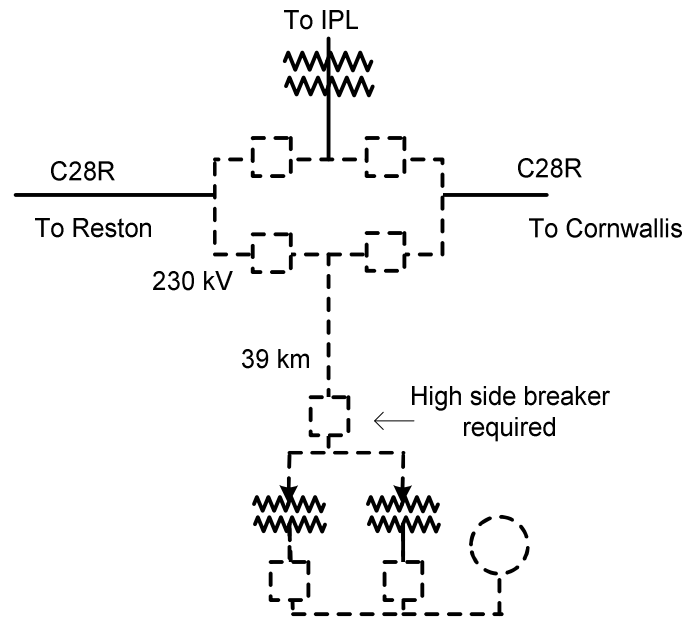 To IPL
C28R
C28R
To Reston
To Cornwallis
230 kV
39 km
High side breaker
required